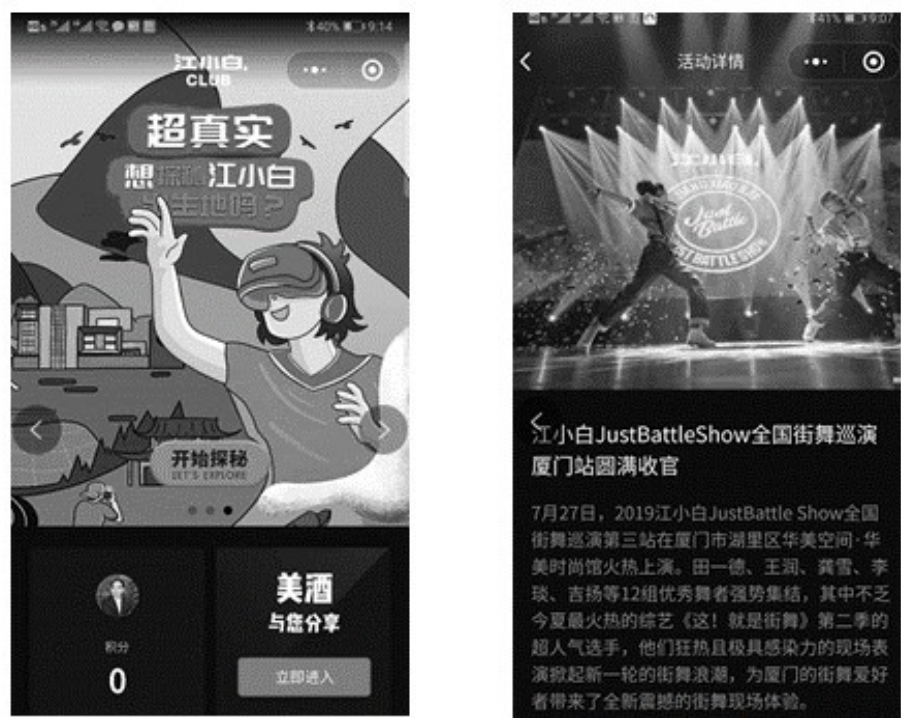 40% 9:14
江小白
CLUB
超真实
想探秘江小白
生地吗?
开始探秘
LET'S EXPLORE
积分
0
美酒
与您分享
立即进入
41% 9:07
活动详情
Just
Battle
JUST BATTLE SHOW
江小白JustBattleShow全国街舞巡演
厦门站圆满收官
7月27日,2019江小白JustBattle Show全国
街舞巡演第三站在厦门市湖里区华美空间·华
美时尚馆火热上演。田一德、王润、龚雪、李
琰、吉扬等12组优秀舞者强势集结,其中不乏
今夏最火热的综艺《这!就是街舞》第二季的
超人气选手,他们狂热且极具感染力的现场表
演掀起新一轮的街舞浪潮,为厦门的街舞爱好
者带来了全新震撼的街舞现场体验。